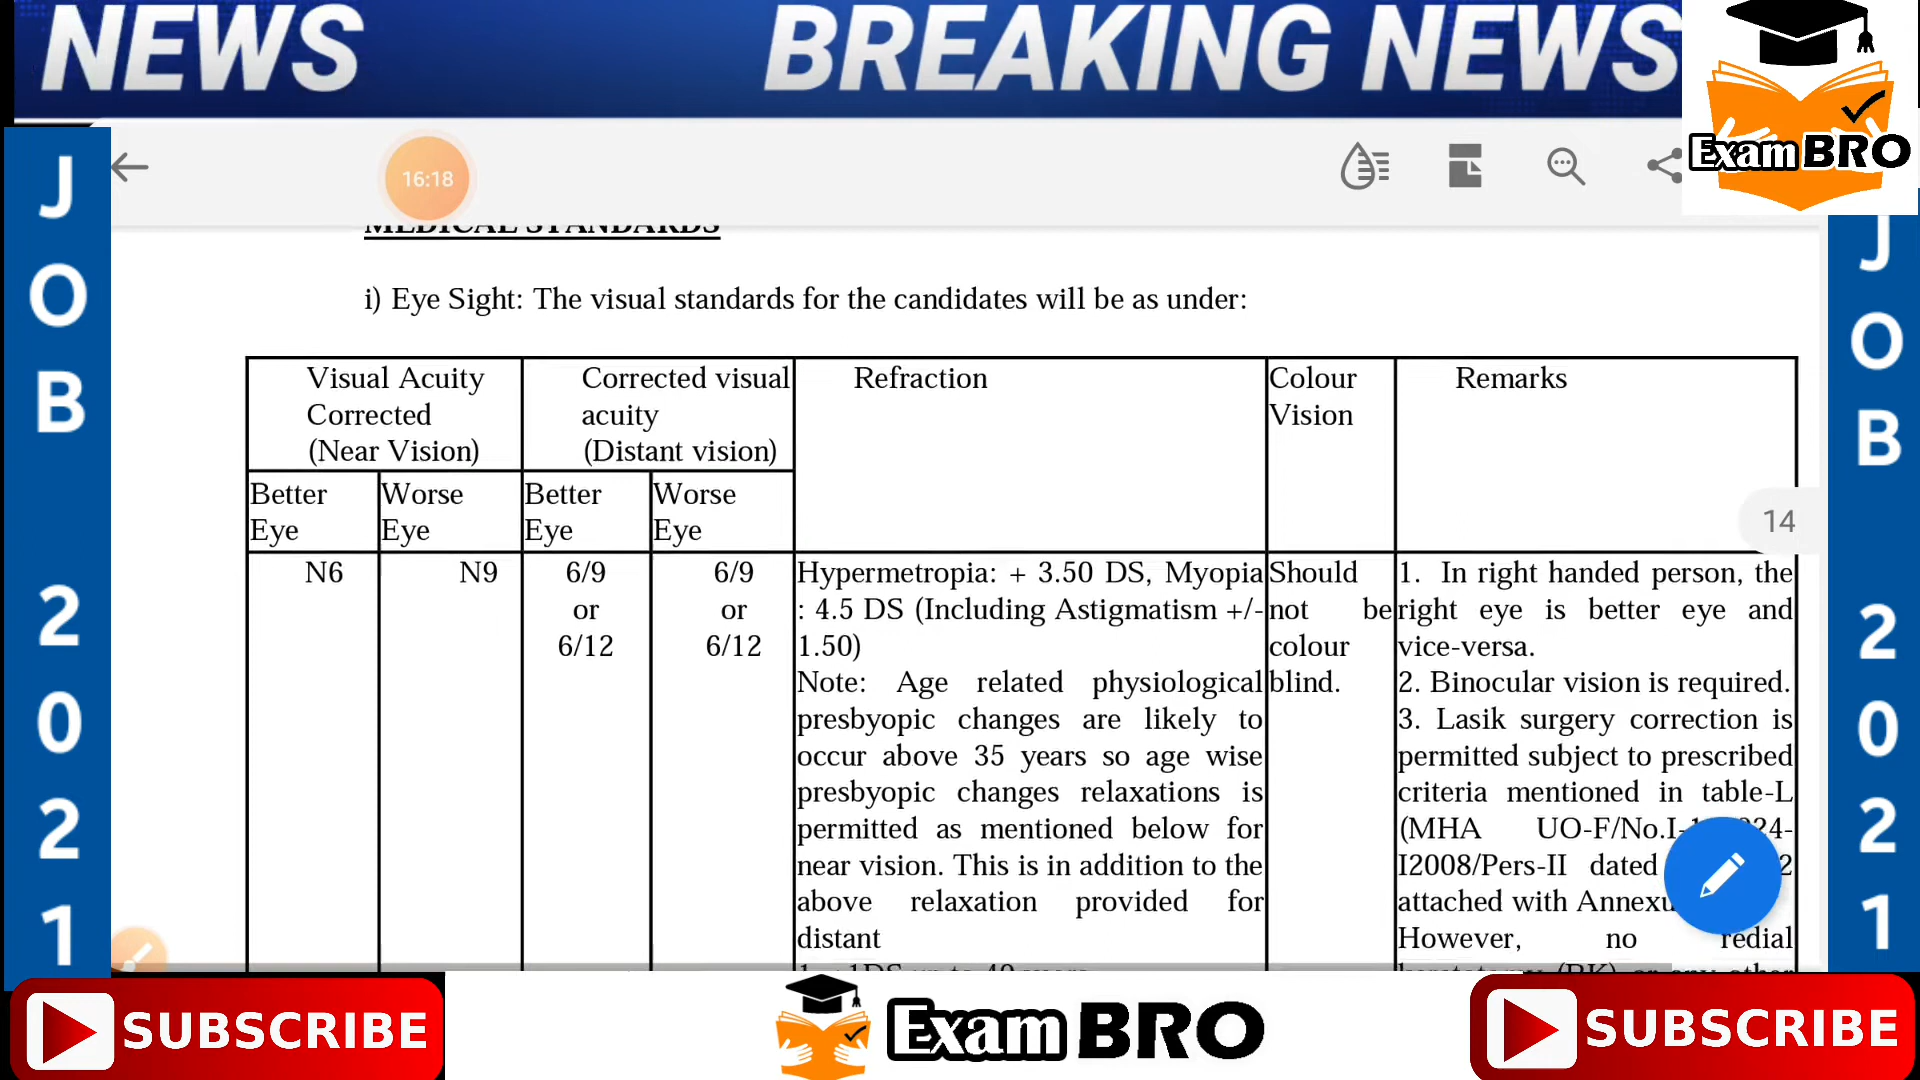 NEWS BREAKING NEWS
Exam BRO
16:18
JOB 2021
JOB 2021
MEDICAL STANDARDS
i) Eye Sight: The visual standards for the candidates will be as under:
Visual Acuity
Corrected
(Near Vision)
Corrected visual
acuity
(Distant vision)
Refraction
Colour
Vision
Remarks
Better
Eye
Worse
Eye
Better
Eye
Worse
Eye
14
N6
N9
6/9
or
6/12
6/9
or
6/12
Hypermetropia: + 3.50 DS, Myopia
: 4.5 DS (Including Astigmatism +/-
1.50)
Note: Age related physiological
presbyopic changes are likely to
occur above 35 years so age wise
presbyopic changes relaxations is
permitted as mentioned below for
near vision. This is in addition to the
above relaxation provided for
distant
Should
not be
colour
blind.
1. In right handed person, the
right eye is better eye and
vice-versa.
2. Binocular vision is required.
3. Lasik surgery correction is
permitted subject to prescribed
criteria mentioned in table-L
(MHA UO-F/No.I-
I2008/Pers-II dated
attached with
However, no redial
SUBSCRIBE
Exam BRO
SUBSCRIBE